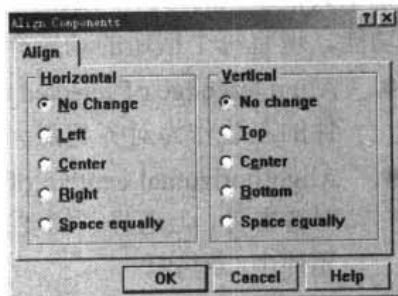 Align Components
Align
Horizontal
No Change
Left
Center
Right
Space equally
Vertical
No change
Top
Center
Bottom
Space equally
OK
Cancel
Help